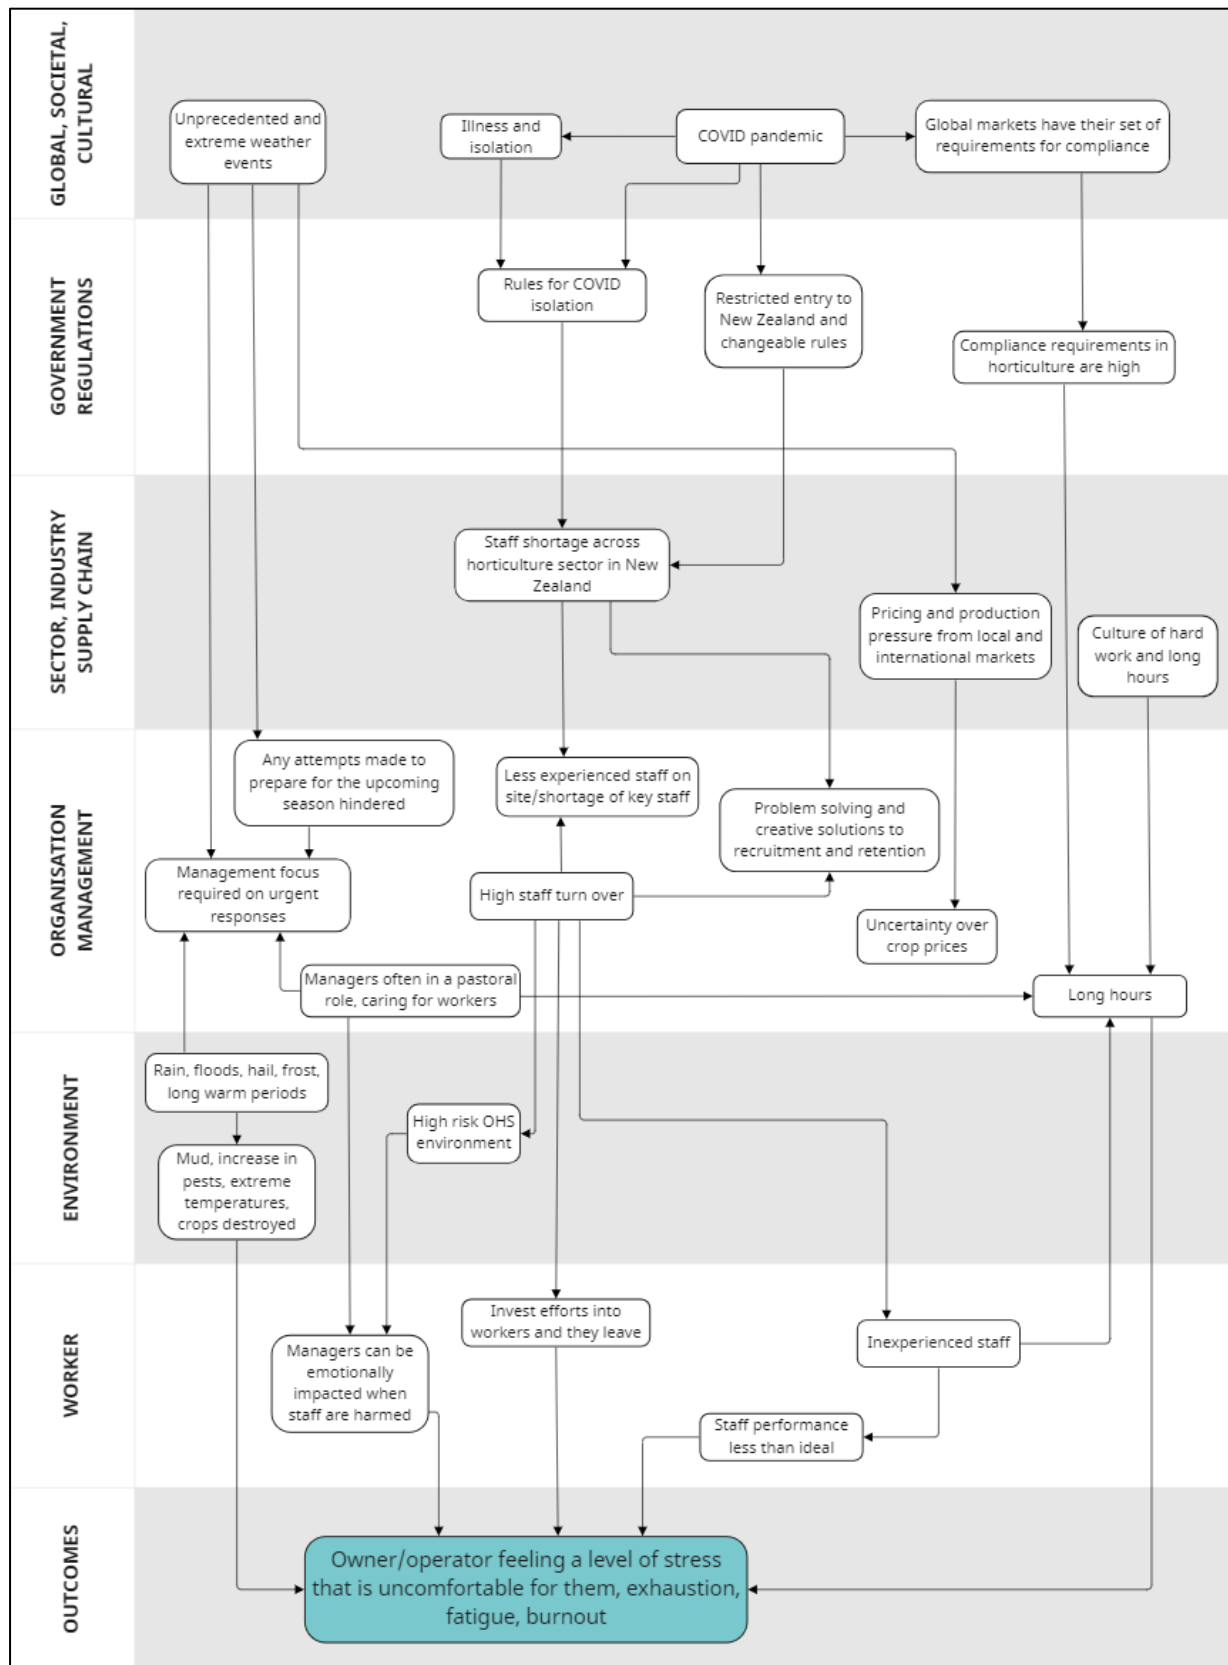 GLOBAL, SOCIETAL,
CULTURAL
Unprecedented and
extreme weather
events
Illness and
isolation
COVID pandemic
Global markets have their set of
requirements for compliance
GOVERNMENT
REGULATIONS
Rules for COVID
isolation
Restricted entry to
New Zealand and
changeable rules
Compliance requirements in
horticulture are high
SECTOR, INDUSTRY
SUPPLY CHAIN
Staff shortage across
horticulture sector in New
Zealand
Pricing and production
pressure from local and
international markets
Culture of hard
work and long
hours
ORGANISATION
MANAGEMENT
Any attempts made to
prepare for the upcoming
season hindered
Less experienced staff on
site/shortage of key staff
Problem solving and
creative solutions to
recruitment and retention
Management focus
required on urgent
responses
High staff turn over
Uncertainty over
crop prices
Managers often in a pastoral
role, caring for workers
Long hours
ENVIRONMENT
Rain, floods, hail, frost,
long warm periods
High risk OHS
environment
Mud, increase in
pests, extreme
temperatures,
crops destroyed
WORKER
Invest efforts into
workers and they leave
Inexperienced staff
Managers can be
emotionally
impacted when
staff are harmed
Staff performance
less than ideal
OUTCOMES
Owner/operator feeling a level of stress
that is uncomfortable for them, exhaustion,
fatigue, burnout